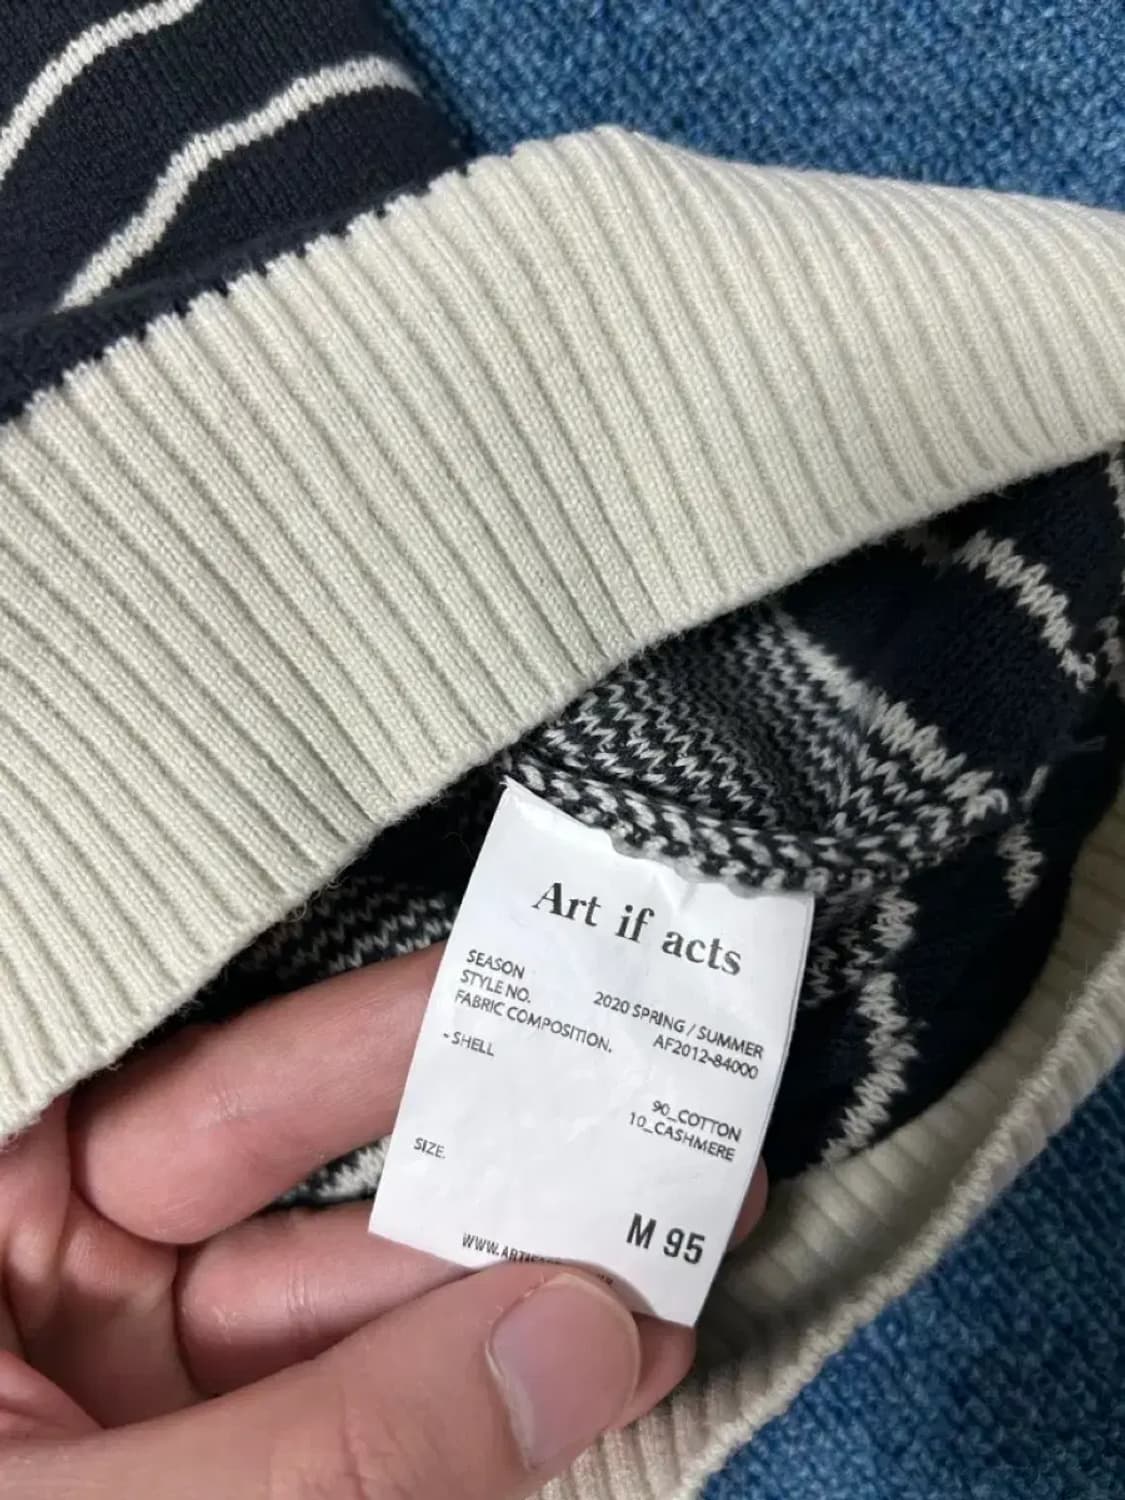 Art if acts
SEASON 2020 SPRING / SUMMER
STYLE NO. AF2012-84000
FABRIC COMPOSITION.
- SHELL 90_COTTON
10_CASHMERE
SIZE. M 95